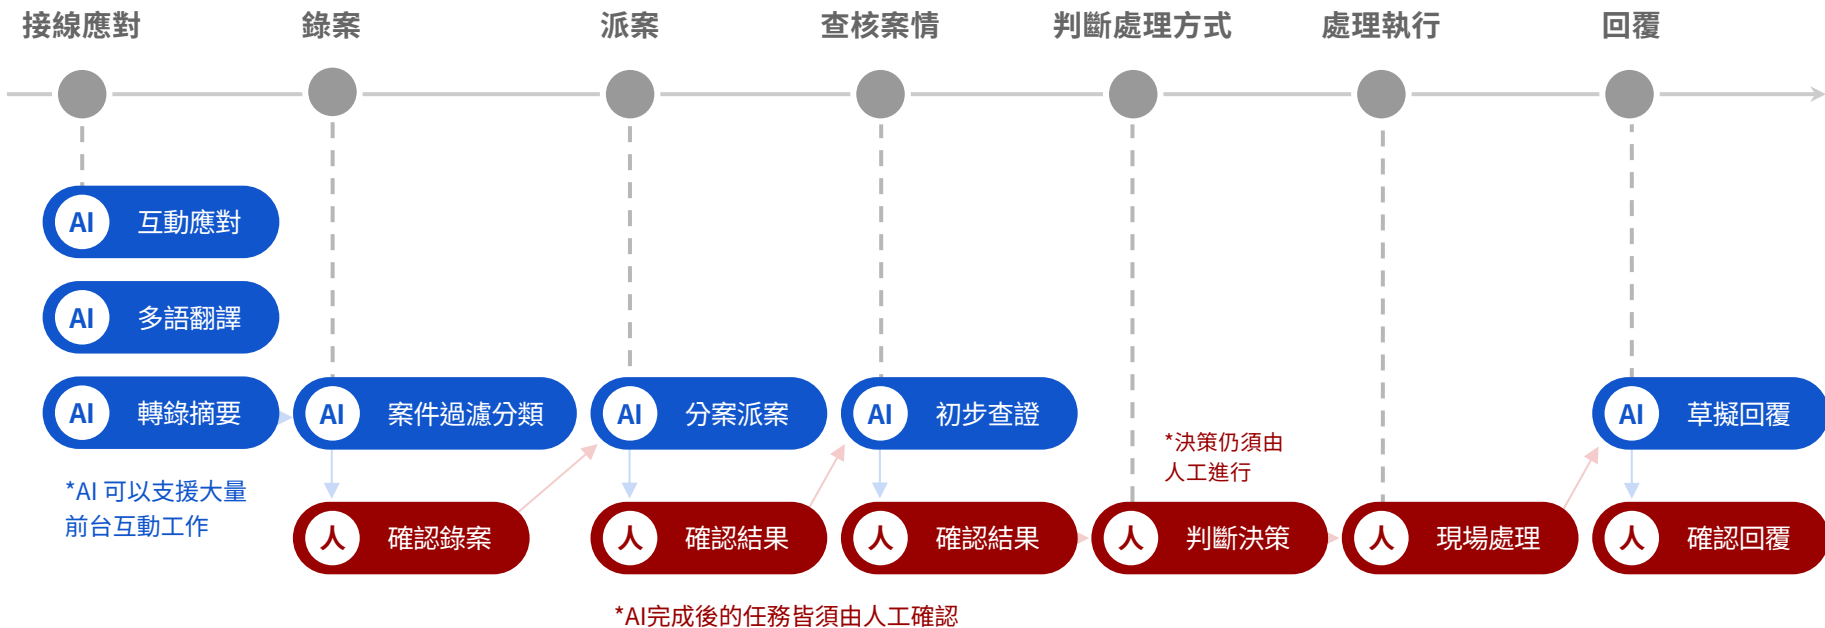 接線應對
錄案
派案
查核案情
判斷處理方式
處理執行
回覆
AI 互動應對
AI 多語翻譯
AI 轉錄摘要
AI 案件過濾分類
AI 分案派案
AI 初步查證
AI 草擬回覆
*決策仍須由
人工進行
*AI 可以支援大量
前台互動工作
人 確認錄案
人 確認結果
人 確認結果
人 判斷決策
人 現場處理
人 確認回覆
*AI完成後的任務皆須由人工確認